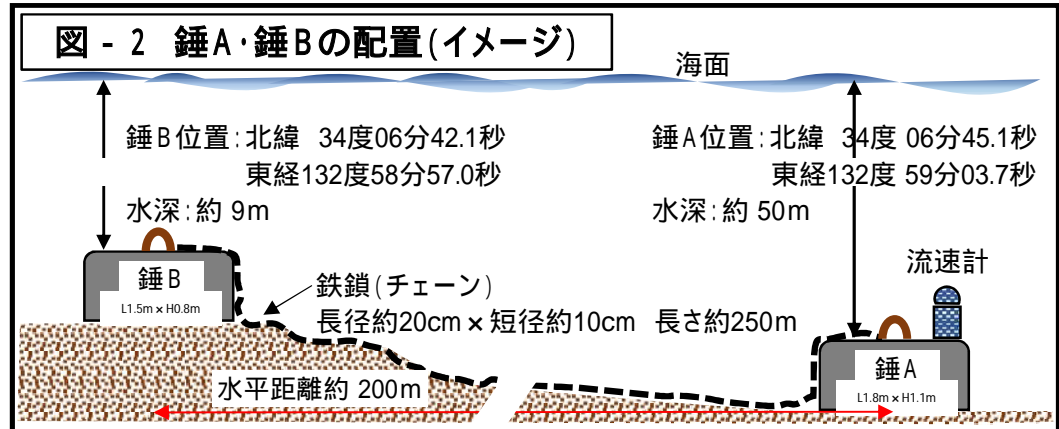 図 - 2 錘A･錘Bの配置(イメージ)
海面
錘B位置:北緯 34度06分42.1秒
東経132度58分57.0秒
水深:約 9m
錘A位置:北緯 34度 06分45.1秒
東経132度 59分03.7秒
水深:約 50m
流速計
錘B
L1.5m×H0.8m
鉄鎖(チェーン)
長径約20cm×短径約10cm 長さ約250m
錘A
L1.8m×H1.1m
水平距離約 200m